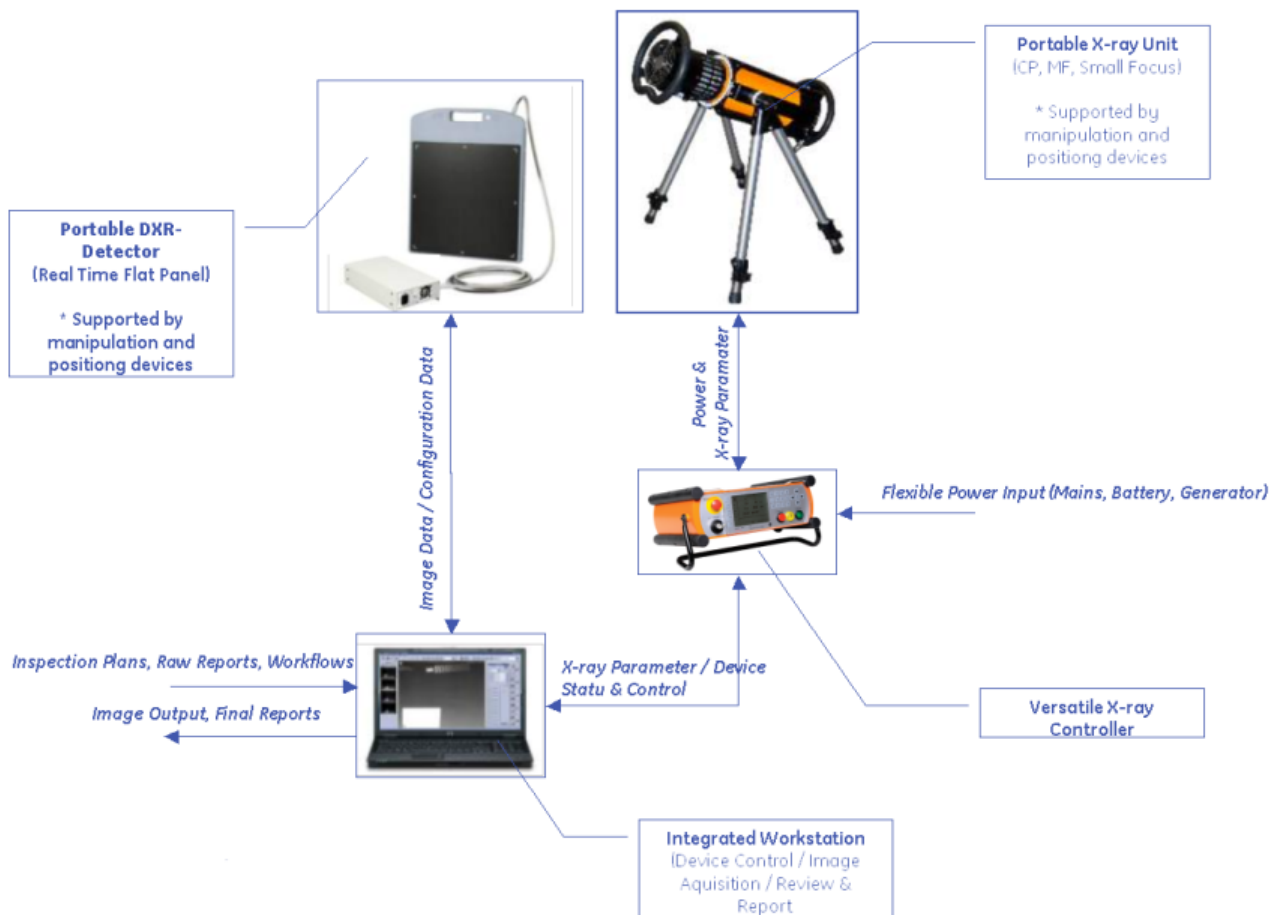 Portable X-ray Unit
(CP, MF, Small Focus)
* Supported by
manipulation and
positiong devices
Portable DXR-
Detector
(Real Time Flat Panel)
* Supported by
manipulation and
positiong devices
Image Data / Configuration Data
Power &
X-ray Paramater
Flexible Power Input (Mains, Battery, Generator)
Inspection Plans, Raw Reports, Workflows
Image Output, Final Reports
X-ray Parameter / Device
Statu & Control
Versatile X-ray
Controller
Integrated Workstation
(Device Control / Image
Aquisition / Review &
Report